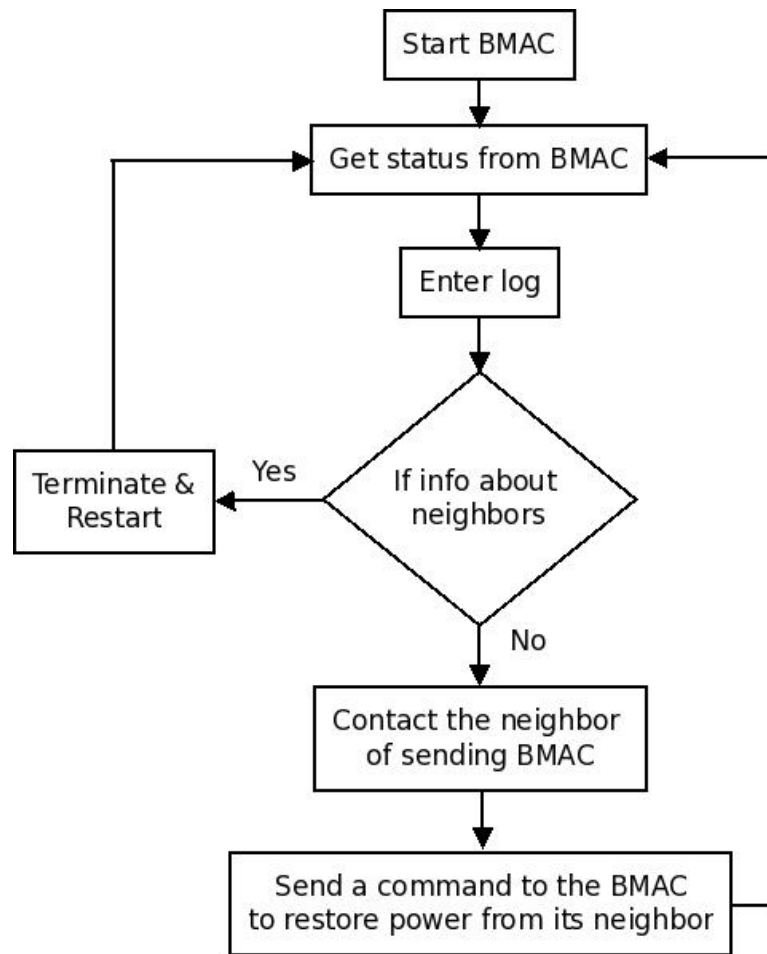 Start BMAC
Get status from BMAC
Enter log
If info about
neighbors
Yes
Terminate &
Restart
No
Contact the neighbor
of sending BMAC
Send a command to the BMAC
to restore power from its neighbor